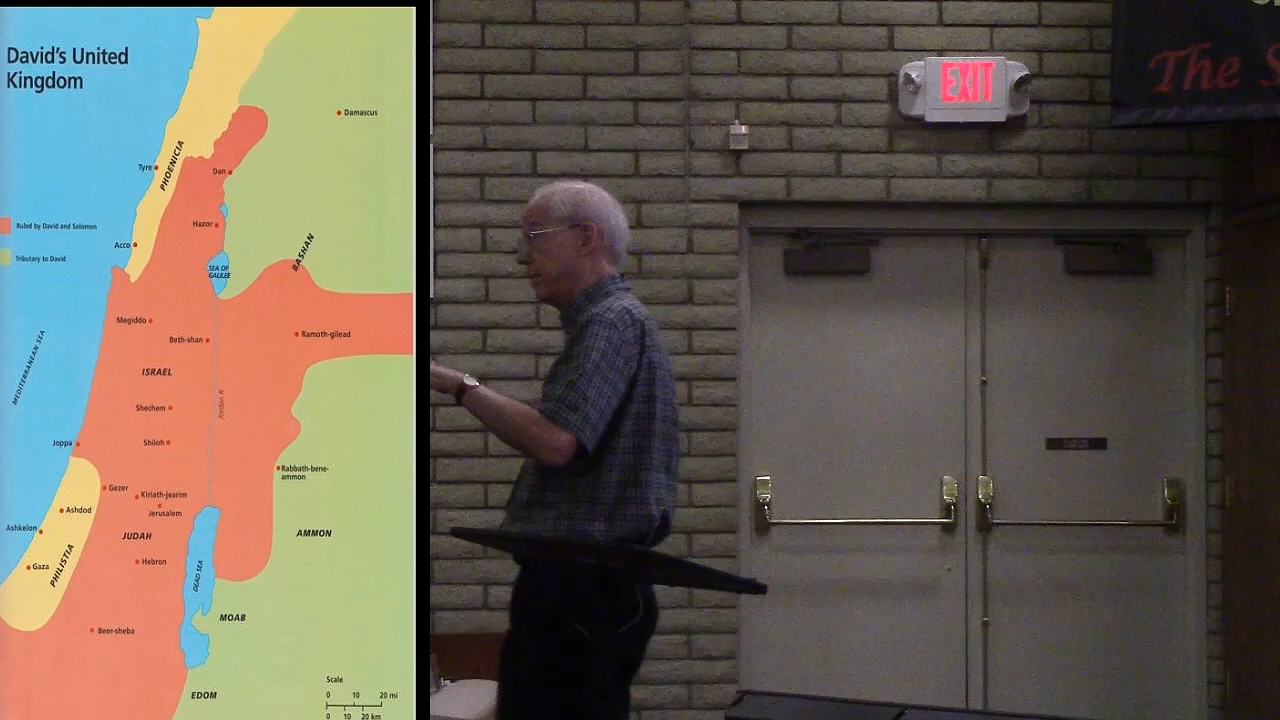 David's United
Kingdom
Damascus
Tyre
PHOENICIA
Dan
Ruled by David and Solomon
Hazor
Acco
Tributary to David
BASHAN
SEA OF
GALILEE
MEDITERRANEAN SEA
Megiddo
Beth-shan
Ramoth-gilead
ISRAEL
Jordan R.
Shechem
Shiloh
Joppa
Rabbath-bene-
ammon
Gezer
Kiriath-jearim
Ashdod
Jerusalem
Ashkelon
JUDAH
AMMON
Gaza
PHILISTIA
Hebron
DEAD SEA
MOAB
Beer-sheba
EDOM
Scale
0 10 20 mi
0 10 20 km
EXIT
The S